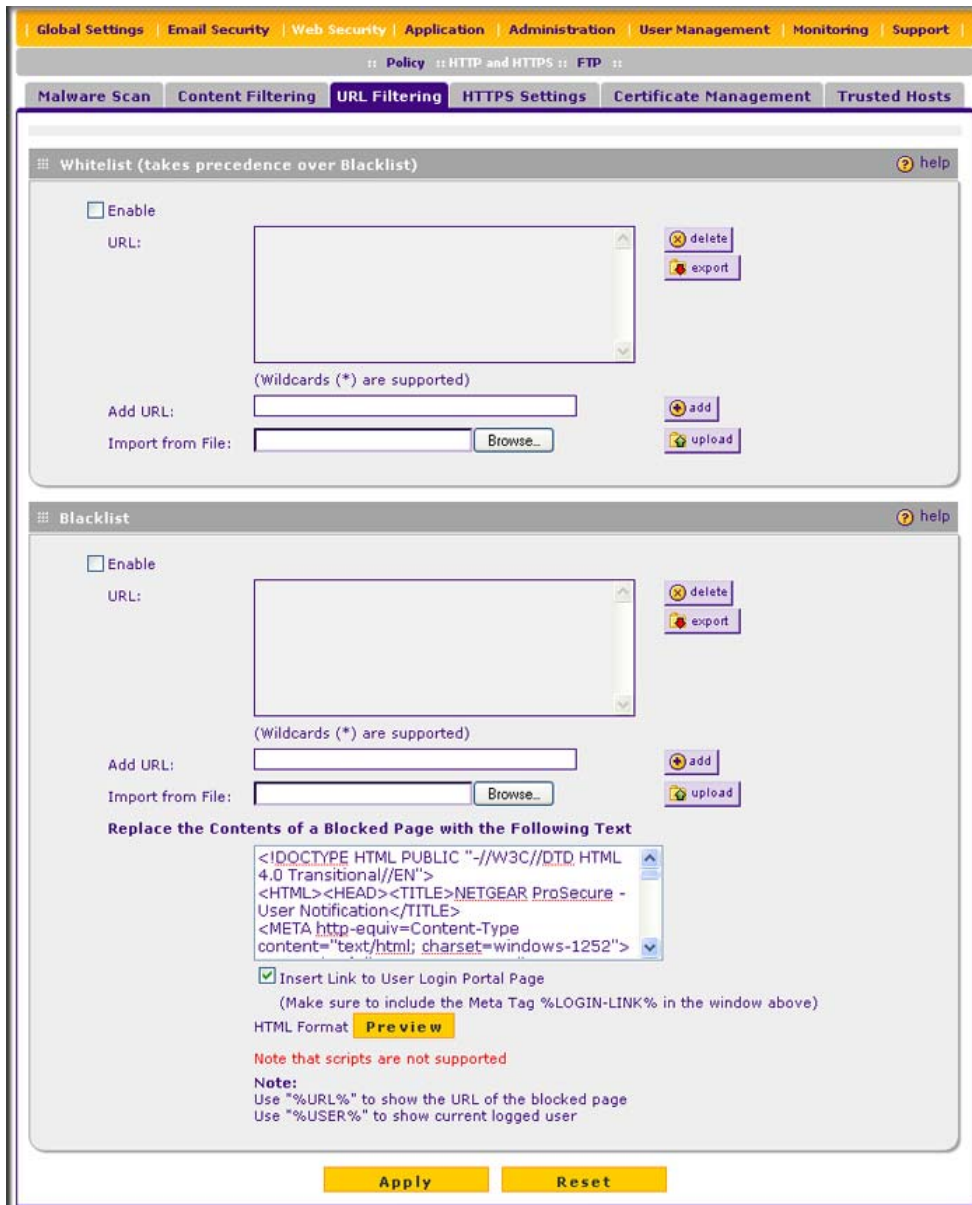 Global Settings | Email Security | Web Security | Application | Administration | User Management | Monitoring | Support
:: Policy :: HTTP and HTTPS :: FTP ::
Malware Scan Content Filtering URL Filtering HTTPS Settings Certificate Management Trusted Hosts
Whitelist (takes precedence over Blacklist) help
Enable
URL: delete
export
(Wildcards (*) are supported)
Add URL: add
Import from File: Browse... upload
Blacklist help
Enable
URL: delete
export
(Wildcards (*) are supported)
Add URL: add
Import from File: Browse... upload
Replace the Contents of a Blocked Page with the Following Text
<!DOCTYPE HTML PUBLIC "-//W3C//DTD HTML
4.0 Transitional//EN">
<HTML><HEAD><TITLE>NETGEAR ProSecure -
User Notification</TITLE>
<META http-equiv=Content-Type
content="text/html; charset=windows-1252">
Insert Link to User Login Portal Page
(Make sure to include the Meta Tag %LOGIN-LINK% in the window above)
HTML Format Preview
Note that scripts are not supported
Note:
Use "%URL%" to show the URL of the blocked page
Use "%USER%" to show current logged user
Apply Reset